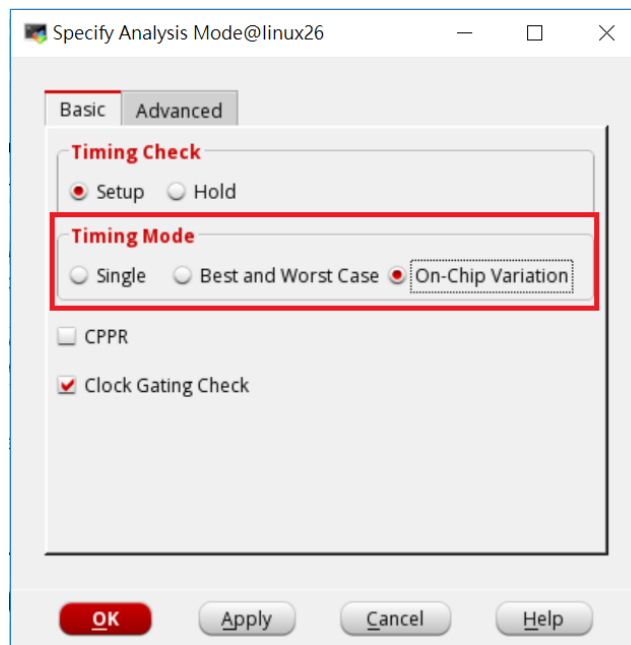 Specify Analysis Mode@linux26
Basic Advanced
Timing Check
Setup Hold
Timing Mode
Single Best and Worst Case On-Chip Variation
CPPR
Clock Gating Check
OK Apply Cancel Help